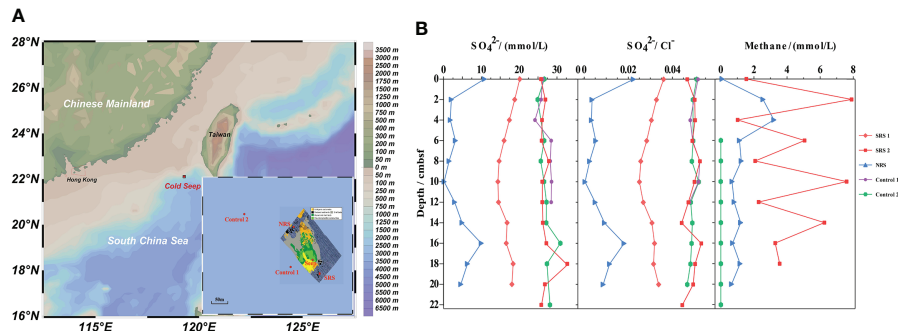 A
28°N
26°N
24°N
22°N
20°N
18°N
16°N
115°E
120°E
125°E
Chinese Mainland
Taiwan
Hong Kong
Cold Seep
South China Sea
Control 2
NRS
Control 1
SRS
3500 m
3000 m
2500 m
2000 m
1750 m
1500 m
1250 m
1000 m
750 m
500 m
400 m
300 m
200 m
100 m
50 m
0 m
50 m
100 m
200 m
300 m
400 m
500 m
1000 m
1500 m
2000 m
2500 m
3000 m
3500 m
4000 m
4500 m
5000 m
5500 m
6000 m
6500 m
B
SO₄²⁻/ (mmol/L)
SO₄²⁻/ Cl⁻
Methane/(mmol/L)
0 10 20 30
0.00 0.02 0.04
0 2 4 6 8
Depth / cmbsf
0
2
4
6
8
10
12
14
16
18
20
22
SRS 1
SRS 2
NRS
Control 1
Control 2